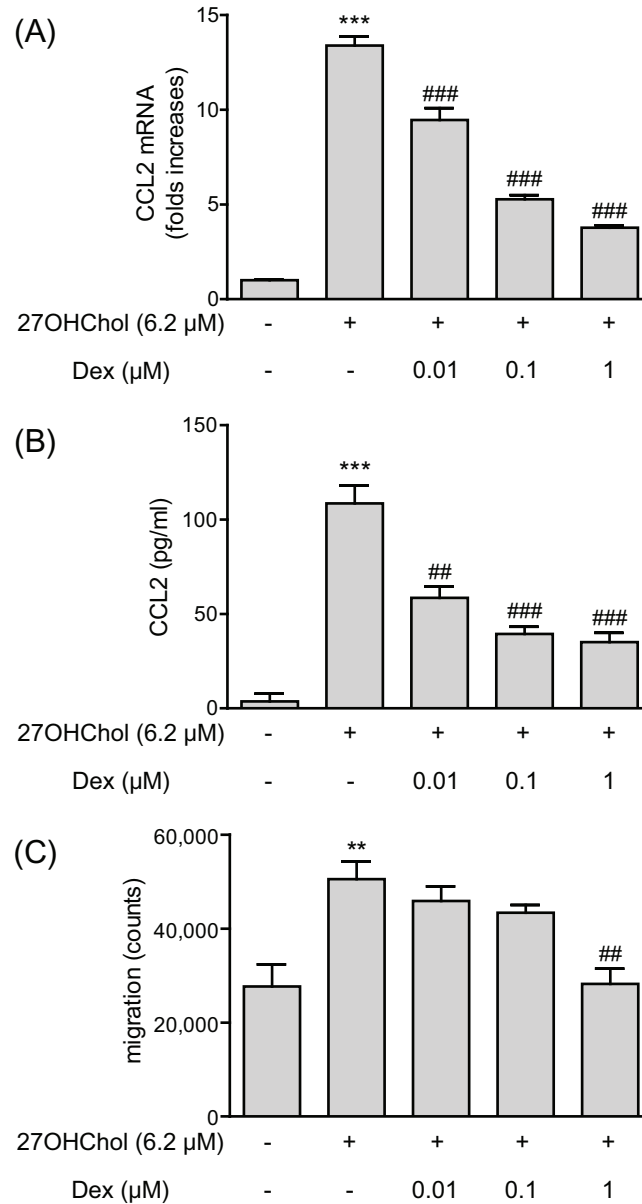 (A)
CCL2 mRNA
(folds increases)
15
10
5
0
***
###
###
###
27OHChol (6.2 µM) - + + + +
Dex (µM) - - 0.01 0.1 1
(B)
CCL2 (pg/ml)
150
100
50
0
***
##
###
###
27OHChol (6.2 µM) - + + + +
Dex (µM) - - 0.01 0.1 1
(C)
migration (counts)
60,000
40,000
20,000
0
**
##
27OHChol (6.2 µM) - + + + +
Dex (µM) - - 0.01 0.1 1